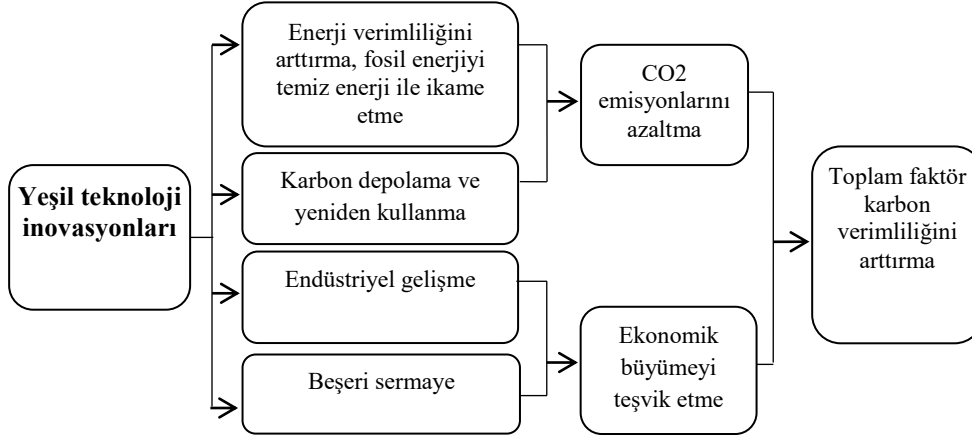 Yeşil teknoloji
inovasyonları
Enerji verimliliğini
arttırma, fosil enerjiyi
temiz enerji ile ikame
etme
Karbon depolama ve
yeniden kullanma
Endüstriyel gelişme
Beşeri sermaye
CO2
emisyonlarını
azaltma
Ekonomik
büyümeyi
teşvik etme
Toplam faktör
karbon
verimliliğini
arttırma